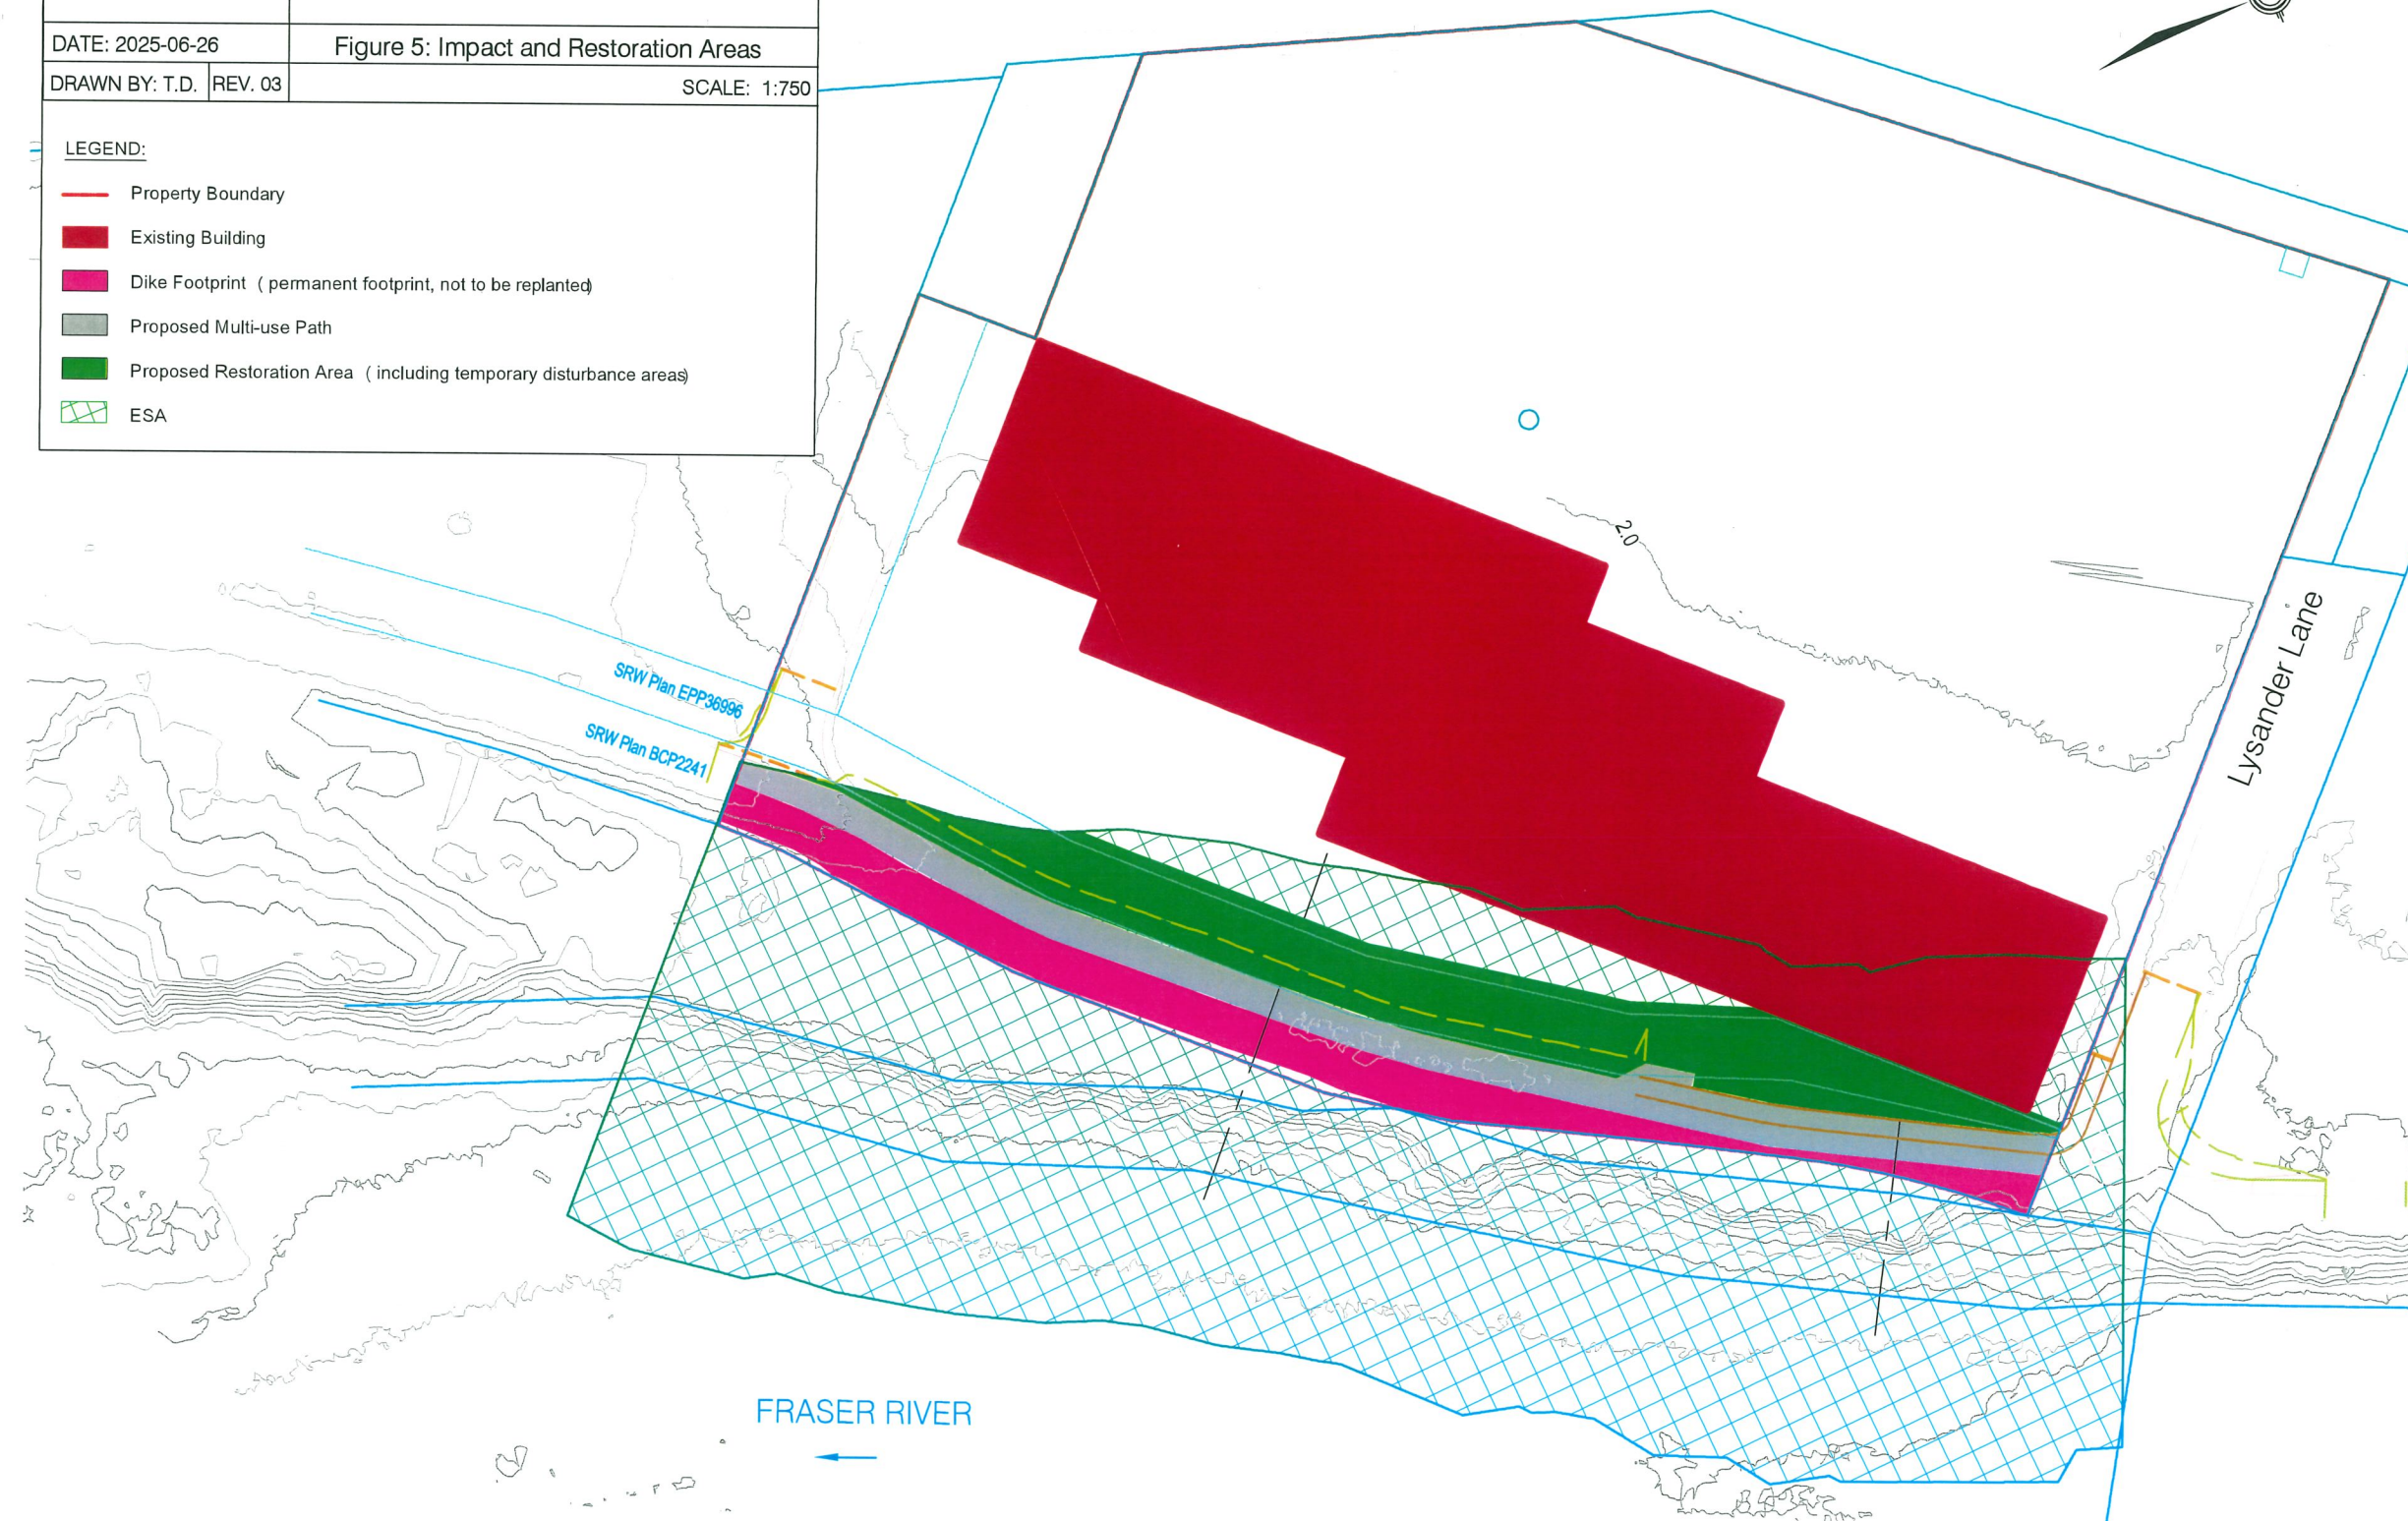 DATE: 2025-06-26
Figure 5: Impact and Restoration Areas
DRAWN BY: T.D.
REV. 03
SCALE: 1:750
LEGEND:
Property Boundary
Existing Building
Dike Footprint ( permanent footprint, not to be replanted)
Proposed Multi-use Path
Proposed Restoration Area ( including temporary disturbance areas)
ESA
2.0
Lysander Lane
SRW Plan EPP36996
SRW Plan BCP2241
FRASER RIVER